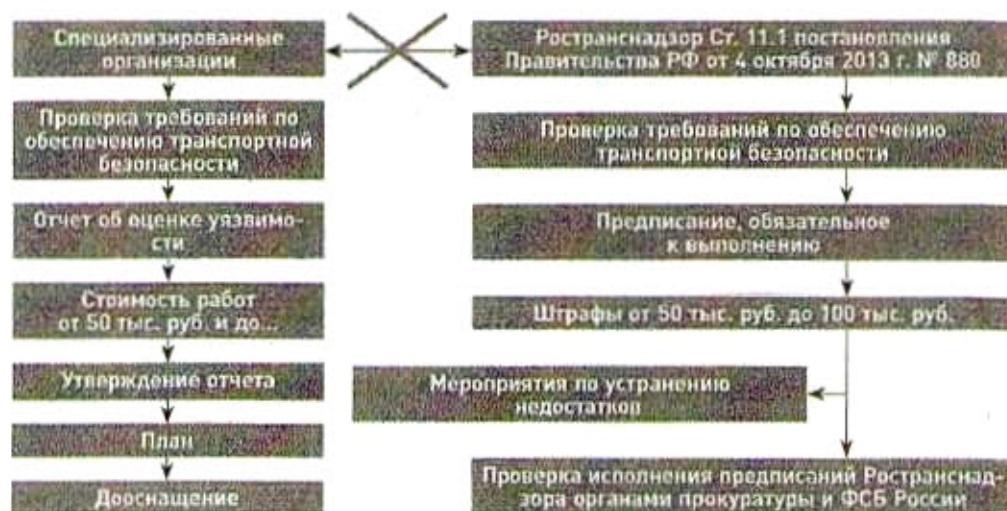 Специализированные
организации
Проверка требований по
обеспечению транспортной
безопасности
Отчет об оценке уязвимо-
сти
Стоимость работ
от 50 тыс. руб. и до...
Утверждение отчета
План
Дооснащение
Ространснадзор Ст. 11.1 постановления
Правительства РФ от 4 октября 2013 г. № 880
Проверка требований по обеспечению
транспортной безопасности
Предписание, обязательное
к выполнению
Штрафы от 50 тыс. руб. до 100 тыс. руб.
Мероприятия по устранению
недостатков
Проверка исполнения предписаний Ространснад-
зора органами прокуратуры и ФСБ России